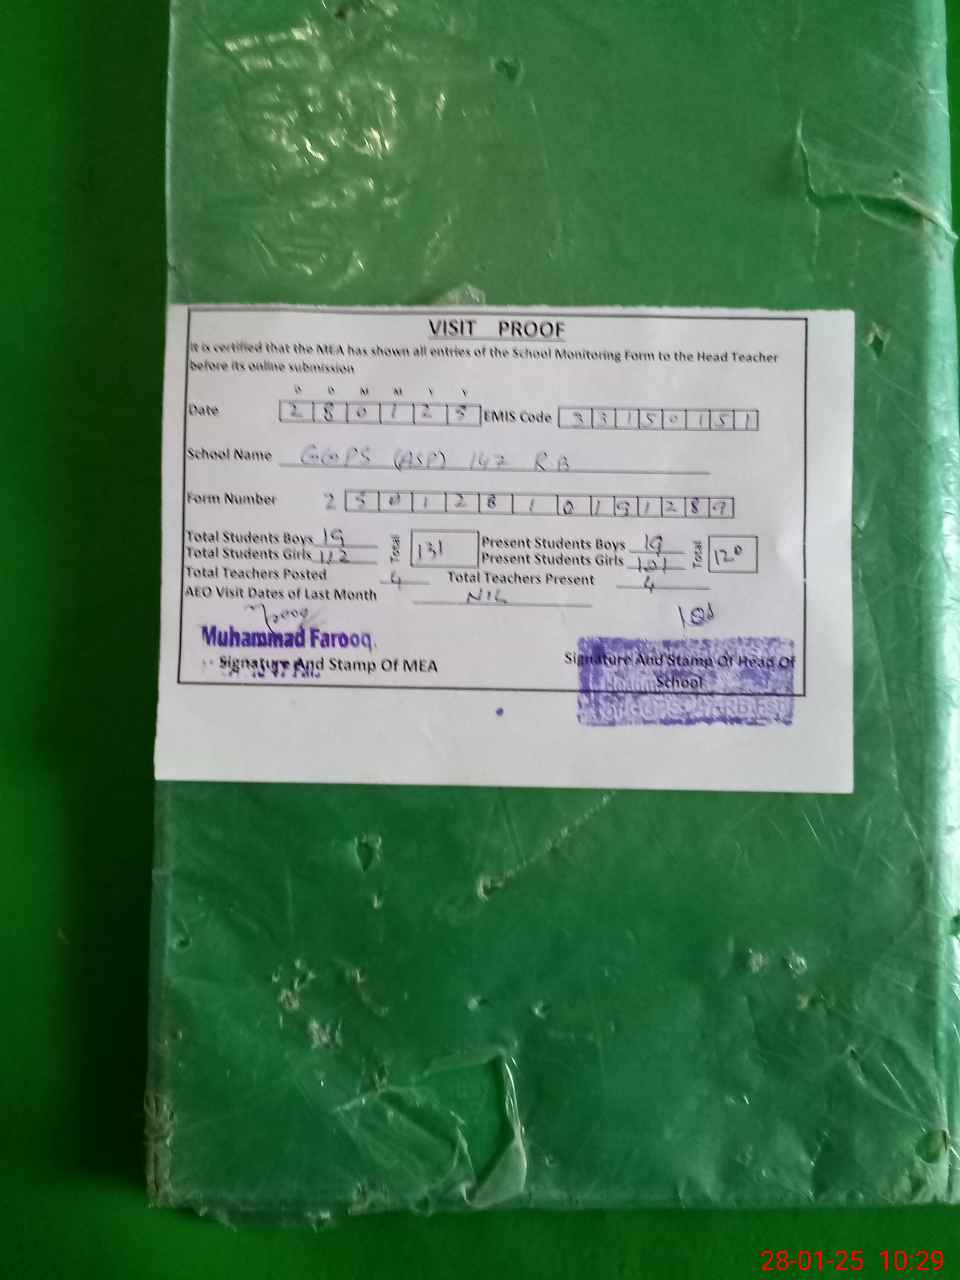 VISIT PROOF
It is certified that the MEA has shown all entries of the School Monitoring Form to the Head Teacher
before its online submission
D D M M Y Y
Date 2 8 0 1 2 5 EMIS Code 3 3 1 5 0 1 5 1
School Name GGPS (ASP) 147 R.B
Form Number 2 5 0 1 2 8 1 0 1 9 1 2 8 9
Total Students Boys 19 Total 131 Present Students Boys 19 Total 120
Total Students Girls 112 Present Students Girls 101
Total Teachers Posted 4 Total Teachers Present 4
AEO Visit Dates of Last Month NIL
Muhammad Farooq.
Signature And Stamp Of MEA
Signature And Stamp Of Head Of
School
28-01-25 10:29